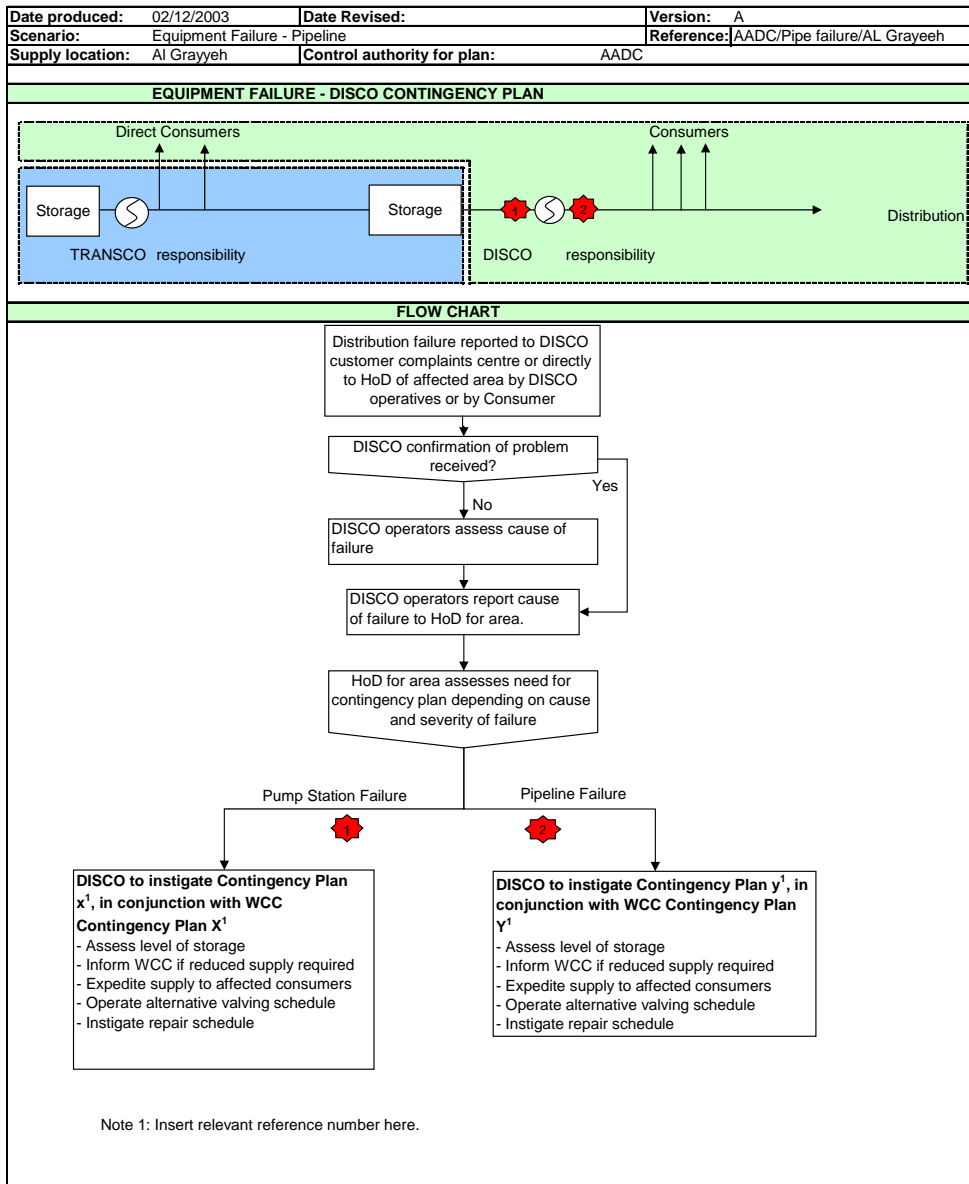 Date produced: 02/12/2003 Date Revised: Version: A
Scenario: Equipment Failure - Pipeline Reference: AADC/Pipe failure/AL Grayeeh
Supply location: Al Grayyeh Control authority for plan: AADC
EQUIPMENT FAILURE - DISCO CONTINGENCY PLAN
Direct Consumers Consumers
Storage Storage 1 2 Distribution
TRANSCO responsibility DISCO responsibility
FLOW CHART
Distribution failure reported to DISCO
customer complaints centre or directly
to HoD of affected area by DISCO
operatives or by Consumer
DISCO confirmation of problem
received?
Yes
No
DISCO operators assess cause of
failure
DISCO operators report cause
of failure to HoD for area.
HoD for area assesses need for
contingency plan depending on cause
and severity of failure
Pump Station Failure Pipeline Failure
1 2
DISCO to instigate Contingency Plan
x¹, in conjunction with WCC
Contingency Plan X¹
- Assess level of storage
- Inform WCC if reduced supply required
- Expedite supply to affected consumers
- Operate alternative valving schedule
- Instigate repair schedule
DISCO to instigate Contingency Plan y¹, in
conjunction with WCC Contingency Plan
Y¹
- Assess level of storage
- Inform WCC if reduced supply required
- Expedite supply to affected consumers
- Operate alternative valving schedule
- Instigate repair schedule
Note 1: Insert relevant reference number here.